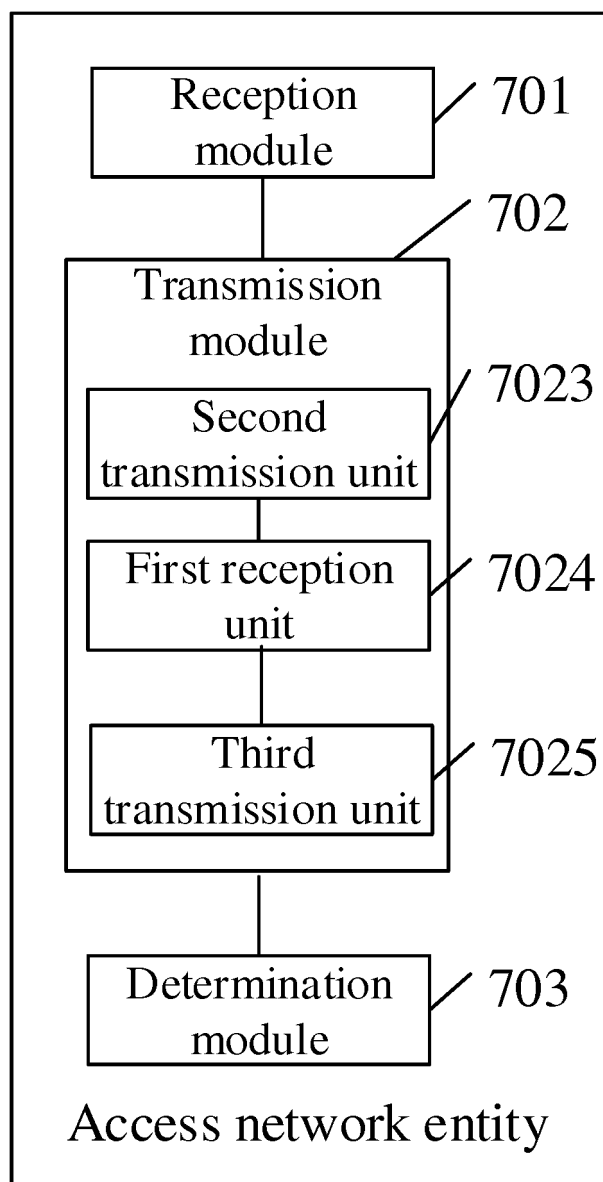 Reception
module
701
702
Transmission
module
7023
Second
transmission unit
First reception
unit
7024
Third
transmission unit
7025
Determination
module
703
Access network entity